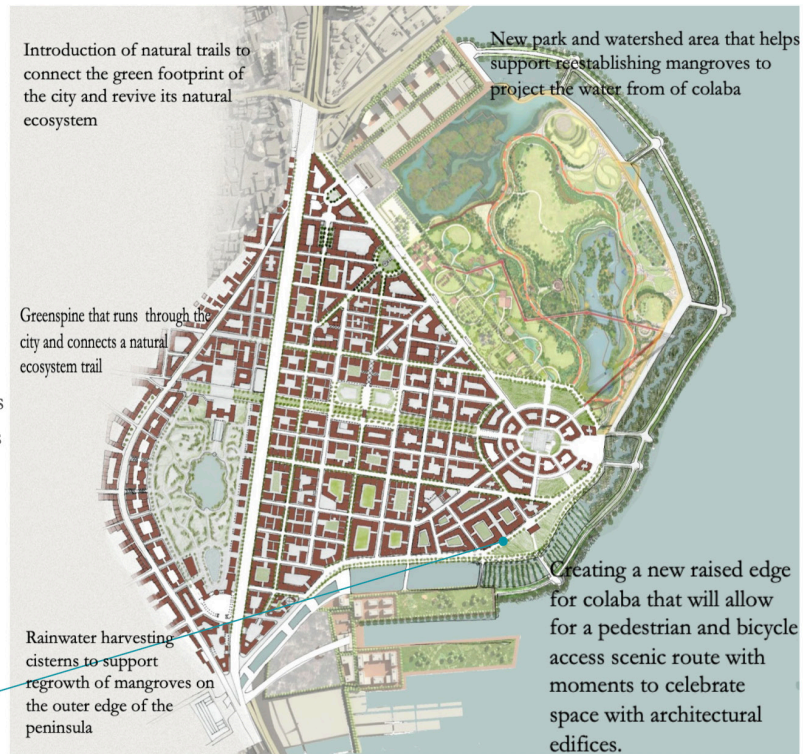 Introduction of natural trails to
connect the green footprint of
the city and revive its natural
ecosystem
New park and watershed area that helps
support reestablishing mangroves to
project the water from of colaba
Greenspine that runs through the
city and connects a natural
ecosystem trail
s
s
Rainwater harvesting
cisterns to support
regrowth of mangroves on
the outer edge of the
peninsula
Creating a new raised edge
for colaba that will allow
for a pedestrian and bicycle
access scenic route with
moments to celebrate
space with architectural
edifices.